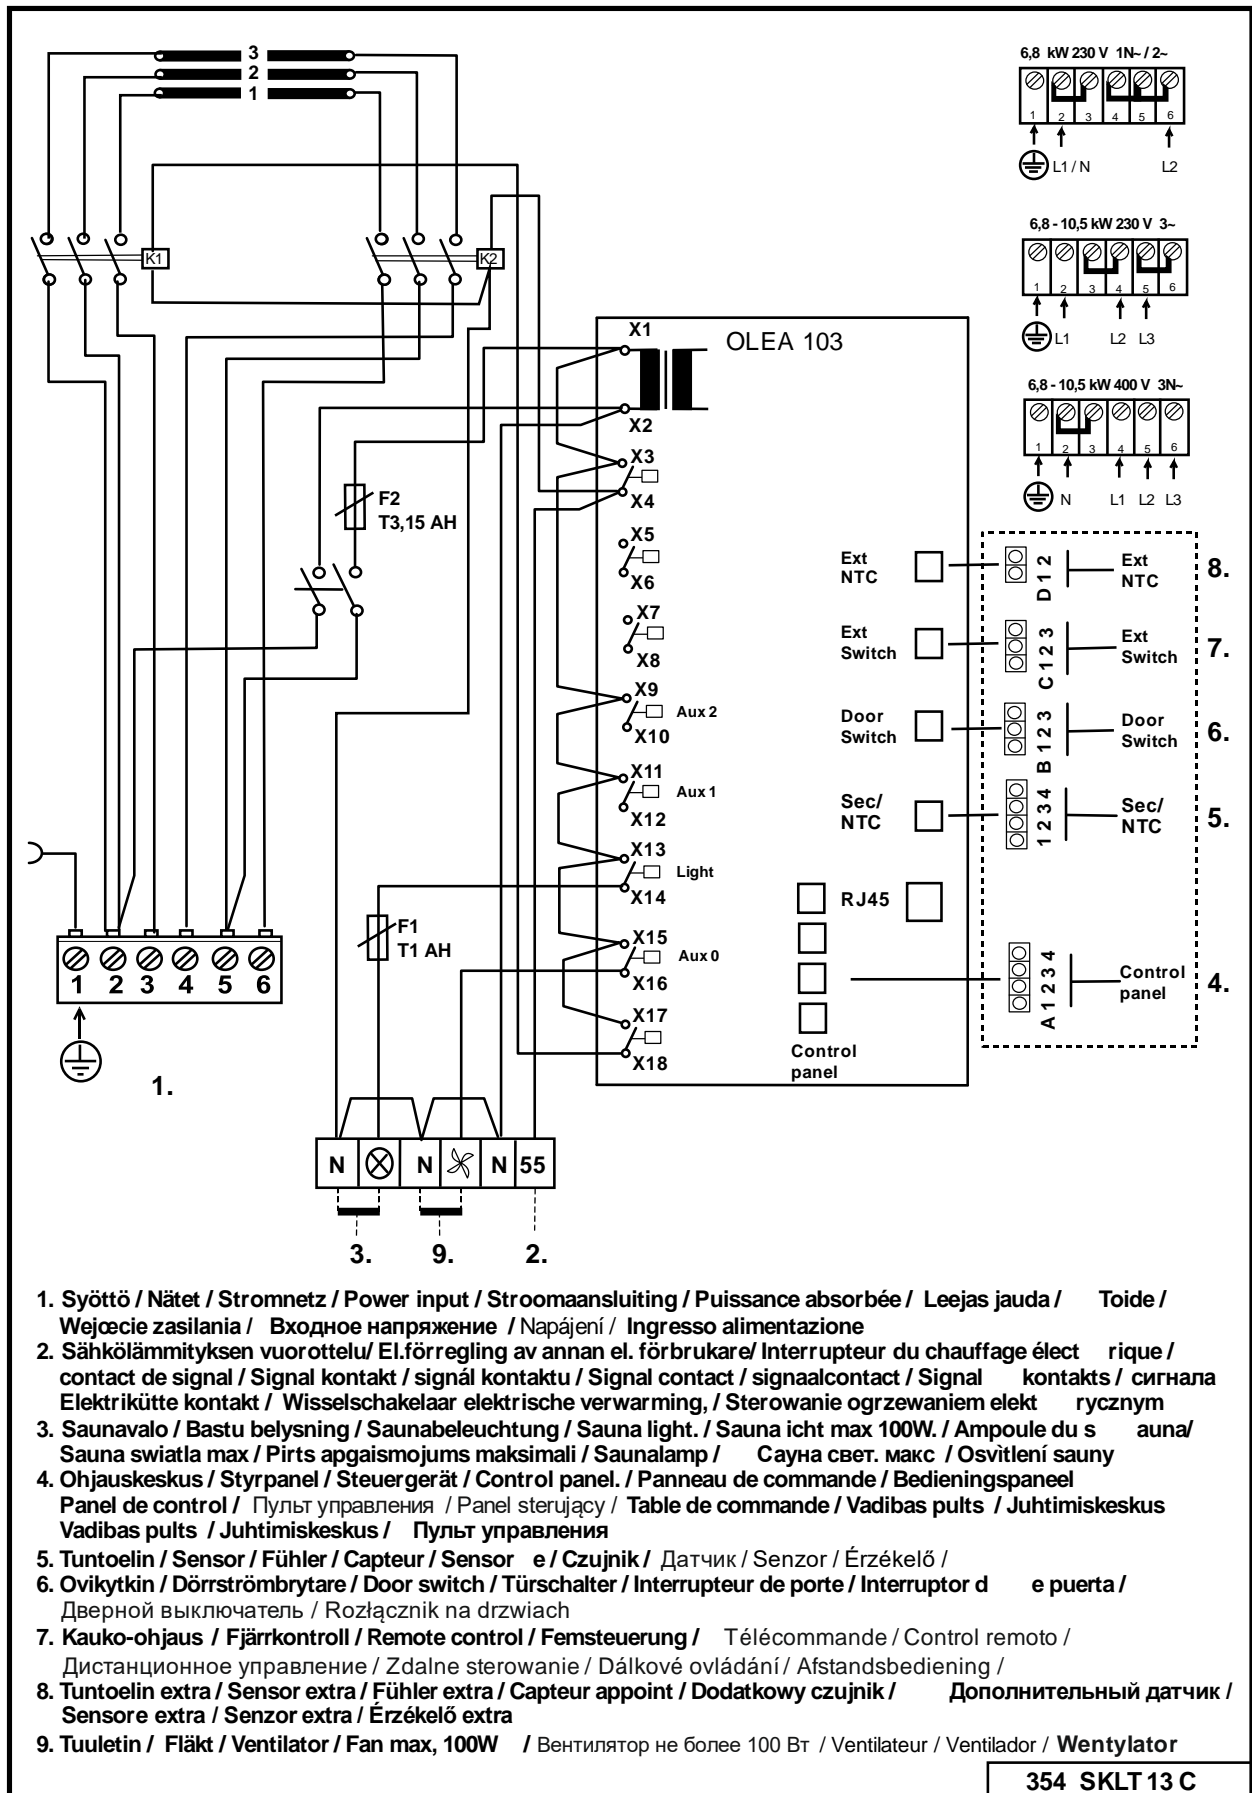 3
2
1
K1
K2
6,8 kW 230 V 1N~ / 2~
1 2 3 4 5 6
L1 / N L2
6,8 - 10,5 kW 230 V 3~
1 2 3 4 5 6
L1 L2 L3
6,8 - 10,5 kW 400 V 3N~
1 2 3 4 5 6
N L1 L2 L3
OLEA 103
X1
X2
X3
X4
X5
X6
X7
X8
X9
Aux 2
X10
X11
Aux 1
X12
X13
Light
X14
X15
Aux 0
X16
X17
X18
F2
T3,15 AH
F1
T1 AH
Ext
NTC
D 1 2
Ext
NTC
8.
Ext
Switch
C 1 2 3
Ext
Switch
7.
Door
Switch
B 1 2 3
Door
Switch
6.
Sec/
NTC
1 2 3 4
Sec/
NTC
5.
RJ45
A 1 2 3 4
Control
panel
4.
Control
panel
1 2 3 4 5 6
1.
N N N 55
3. 9. 2.
1. Syöttö / Nätet / Stromnetz / Power input / Stroomaansluiting / Puissance absorbée / Leejas jauda / Toide /
Wejœcie zasilania / Входное напряжение / Napájení / Ingresso alimentazione
2. Sähkölämmityksen vuorottelu/ El.förregling av annan el. förbrukare/ Interrupteur du chauffage élect rique /
contact de signal / Signal kontakt / signál kontaktu / Signal contact / signaalcontact / Signal kontakts / сигнала
Elektrikütte kontakt / Wisselschakelaar elektrische verwarming, / Sterowanie ogrzewaniem elekt rycznym
3. Saunavalo / Bastu belysning / Saunabeleuchtung / Sauna light. / Sauna icht max 100W. / Ampoule du s auna/
Sauna swiatla max / Pirts apgaismojums maksimali / Saunalamp / Сауна свет. макс / Osvìtlení sauny
4. Ohjauskeskus / Styrpanel / Steuergerät / Control panel. / Panneau de commande / Bedieningspaneel
Panel de control / Пульт управления / Panel sterujący / Table de commande / Vadibas pults / Juhtimiskeskus
Vadibas pults / Juhtimiskeskus / Пульт управления
5. Tuntoelin / Sensor / Fühler / Capteur / Sensor e / Czujnik / Датчик / Senzor / Érzékelő /
6. Ovikytkin / Dörrströmbrytare / Door switch / Türschalter / Interrupteur de porte / Interruptor d e puerta /
Дверной выключатель / Rozłącznik na drzwiach
7. Kauko-ohjaus / Fjärrkontroll / Remote control / Femsteuerung / Télécommande / Control remoto /
Дистанционное управление / Zdalne sterowanie / Dálkové ovládání / Afstandsbediening /
8. Tuntoelin extra / Sensor extra / Fühler extra / Capteur appoint / Dodatkowy czujnik / Дополнительный датчик /
Sensore extra / Senzor extra / Érzékelő extra
9. Tuuletin / Fläkt / Ventilator / Fan max, 100W / Вентилятор не более 100 Вт / Ventilateur / Ventilador / Wentylator
354 SKLT 13 C